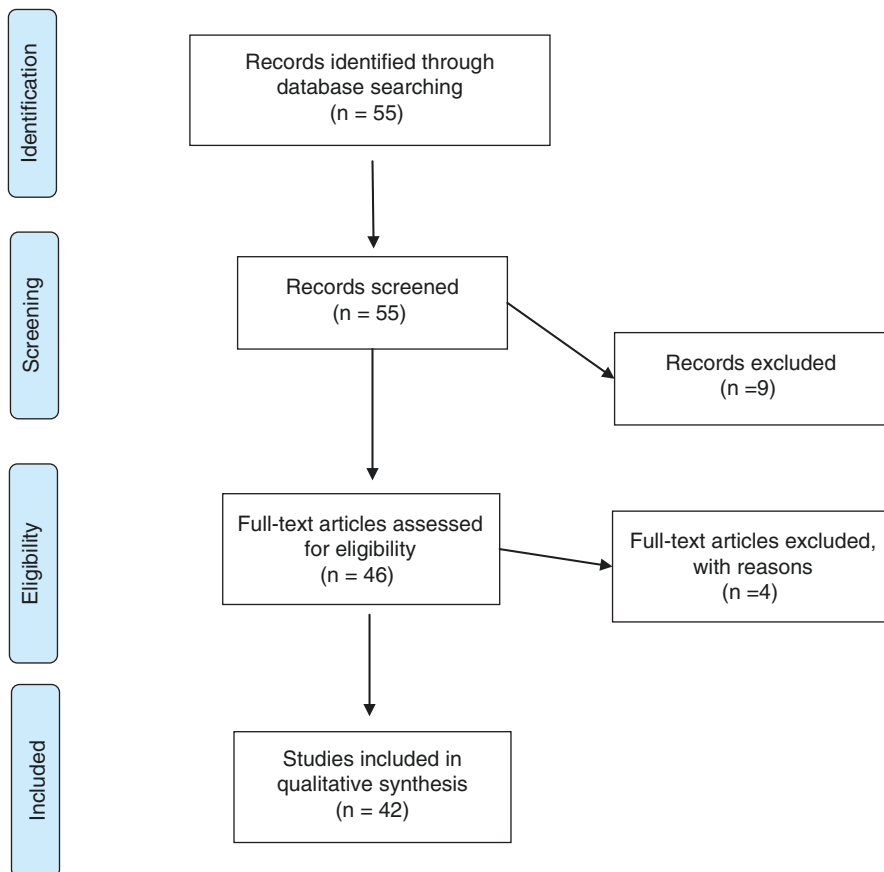 Identification
Records identified through
database searching
(n = 55)
Screening
Records screened
(n = 55)
Records excluded
(n =9)
Eligibility
Full-text articles assessed
for eligibility
(n = 46)
Full-text articles excluded,
with reasons
(n =4)
Included
Studies included in
qualitative synthesis
(n = 42)